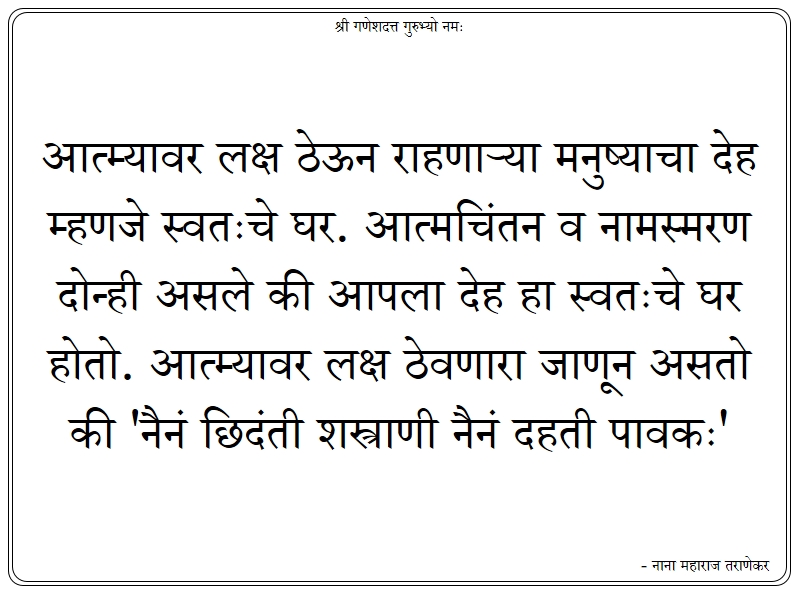 श्री गणेशदत्त गुरुभ्यो नमः
आत्म्यावर लक्ष ठेऊन राहणाऱ्या मनुष्याचा देह
म्हणजे स्वतःचे घर. आत्मचिंतन व नामस्मरण
दोन्ही असले की आपला देह हा स्वतःचे घर
होतो. आत्म्यावर लक्ष ठेवणारा जाणून असतो
की 'नैनं छिदंती शस्त्राणी नैनं दहती पावकः'
- नाना महाराज तराणेकर